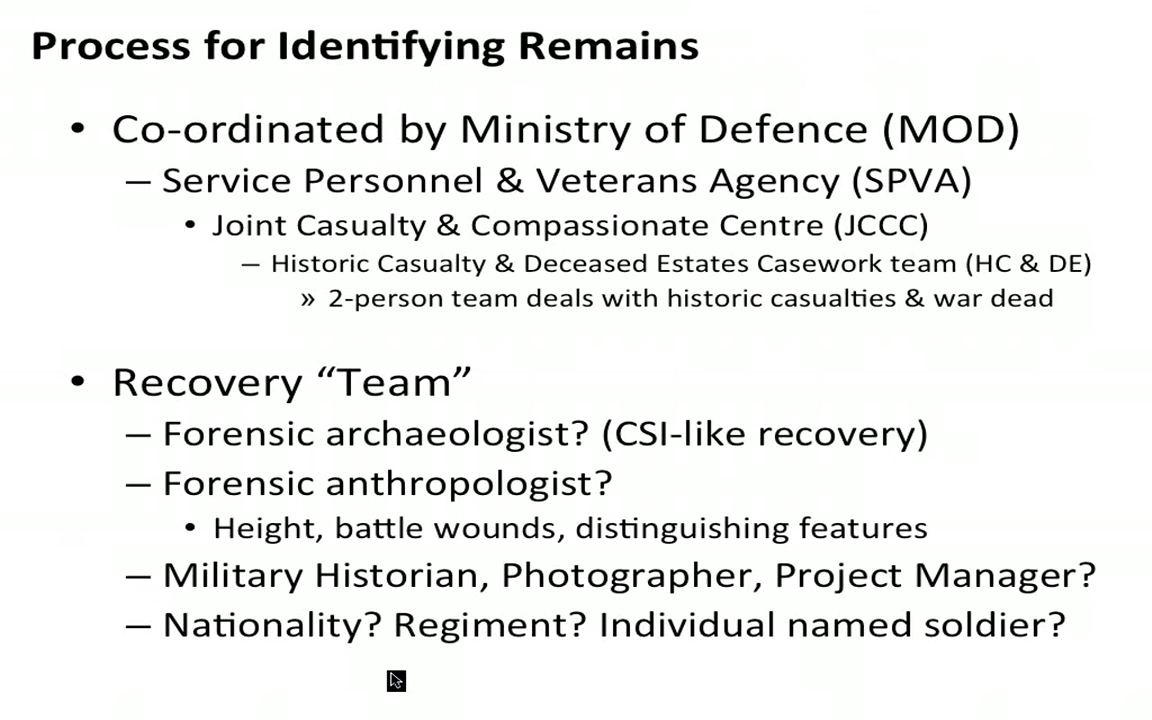 Process for Identifying Remains
• Co-ordinated by Ministry of Defence (MOD)
– Service Personnel & Veterans Agency (SPVA)
• Joint Casualty & Compassionate Centre (JCCC)
– Historic Casualty & Deceased Estates Casework team (HC & DE)
» 2-person team deals with historic casualties & war dead
• Recovery “Team”
– Forensic archaeologist? (CSI-like recovery)
– Forensic anthropologist?
• Height, battle wounds, distinguishing features
– Military Historian, Photographer, Project Manager?
– Nationality? Regiment? Individual named soldier?